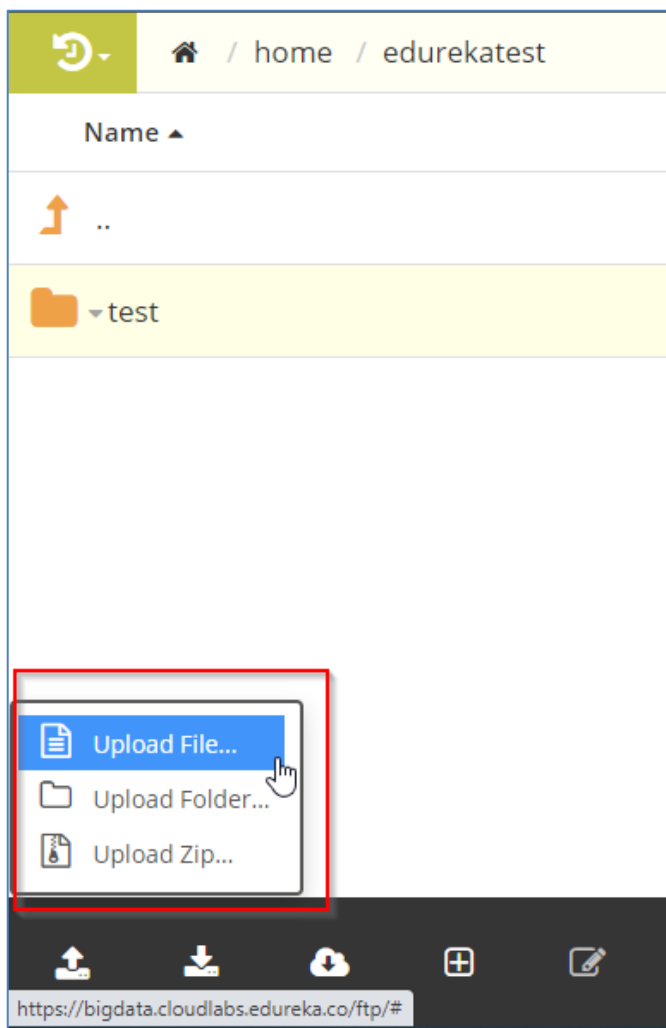 / home / edurekatest
Name
..
test
Upload File...
Upload Folder...
Upload Zip...
https://bigdata.cloudlabs.edureka.co/ftp/#